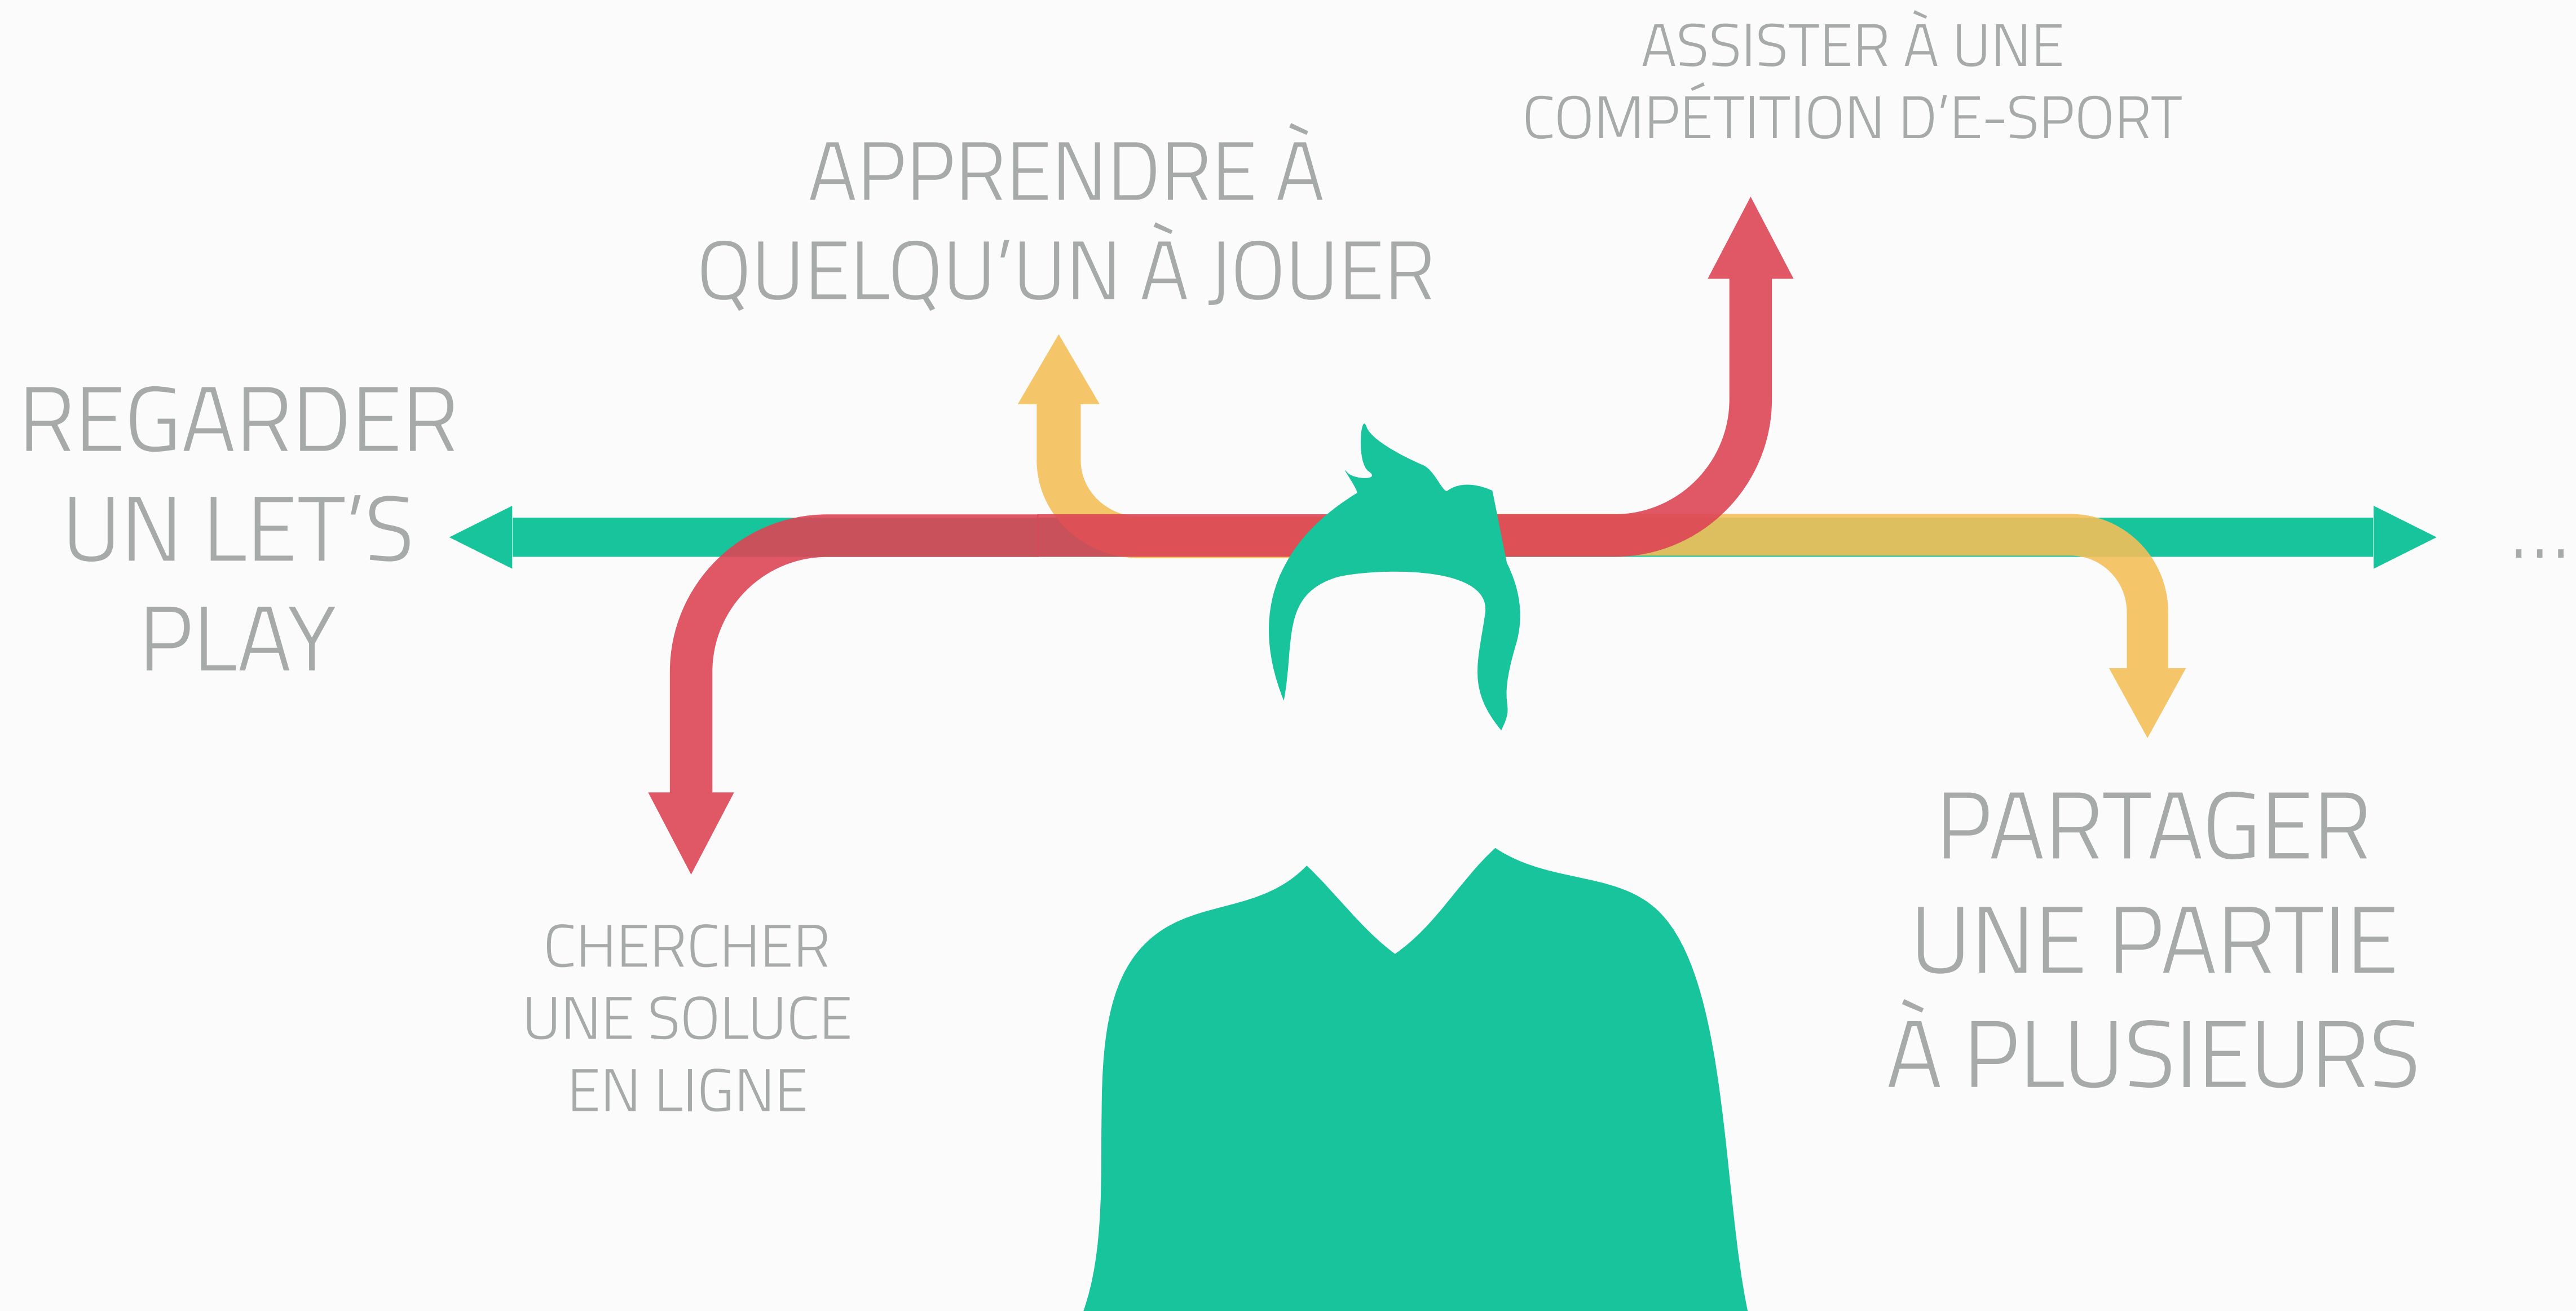 ASSISTER À UNE
COMPÉTITION D'E-SPORT
APPRENDRE À
QUELQU'UN À JOUER
REGARDER
UN LET'S
PLAY
...
CHERCHER
UNE SOLUCE
EN LIGNE
PARTAGER
UNE PARTIE
À PLUSIEURS